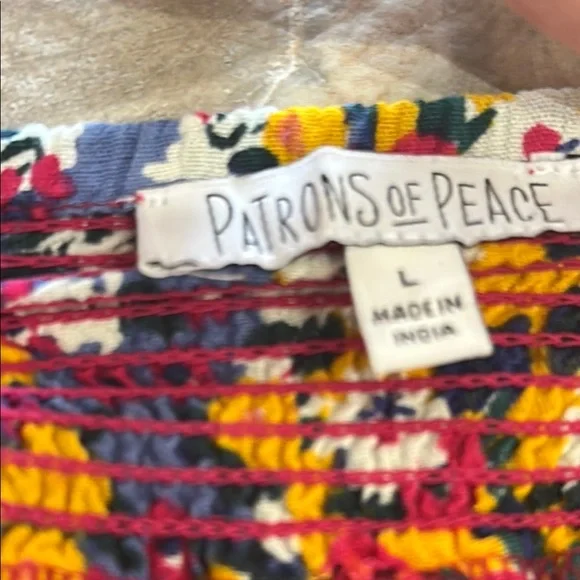 PATRONS OF PEACE
L
MADE IN
INDIA